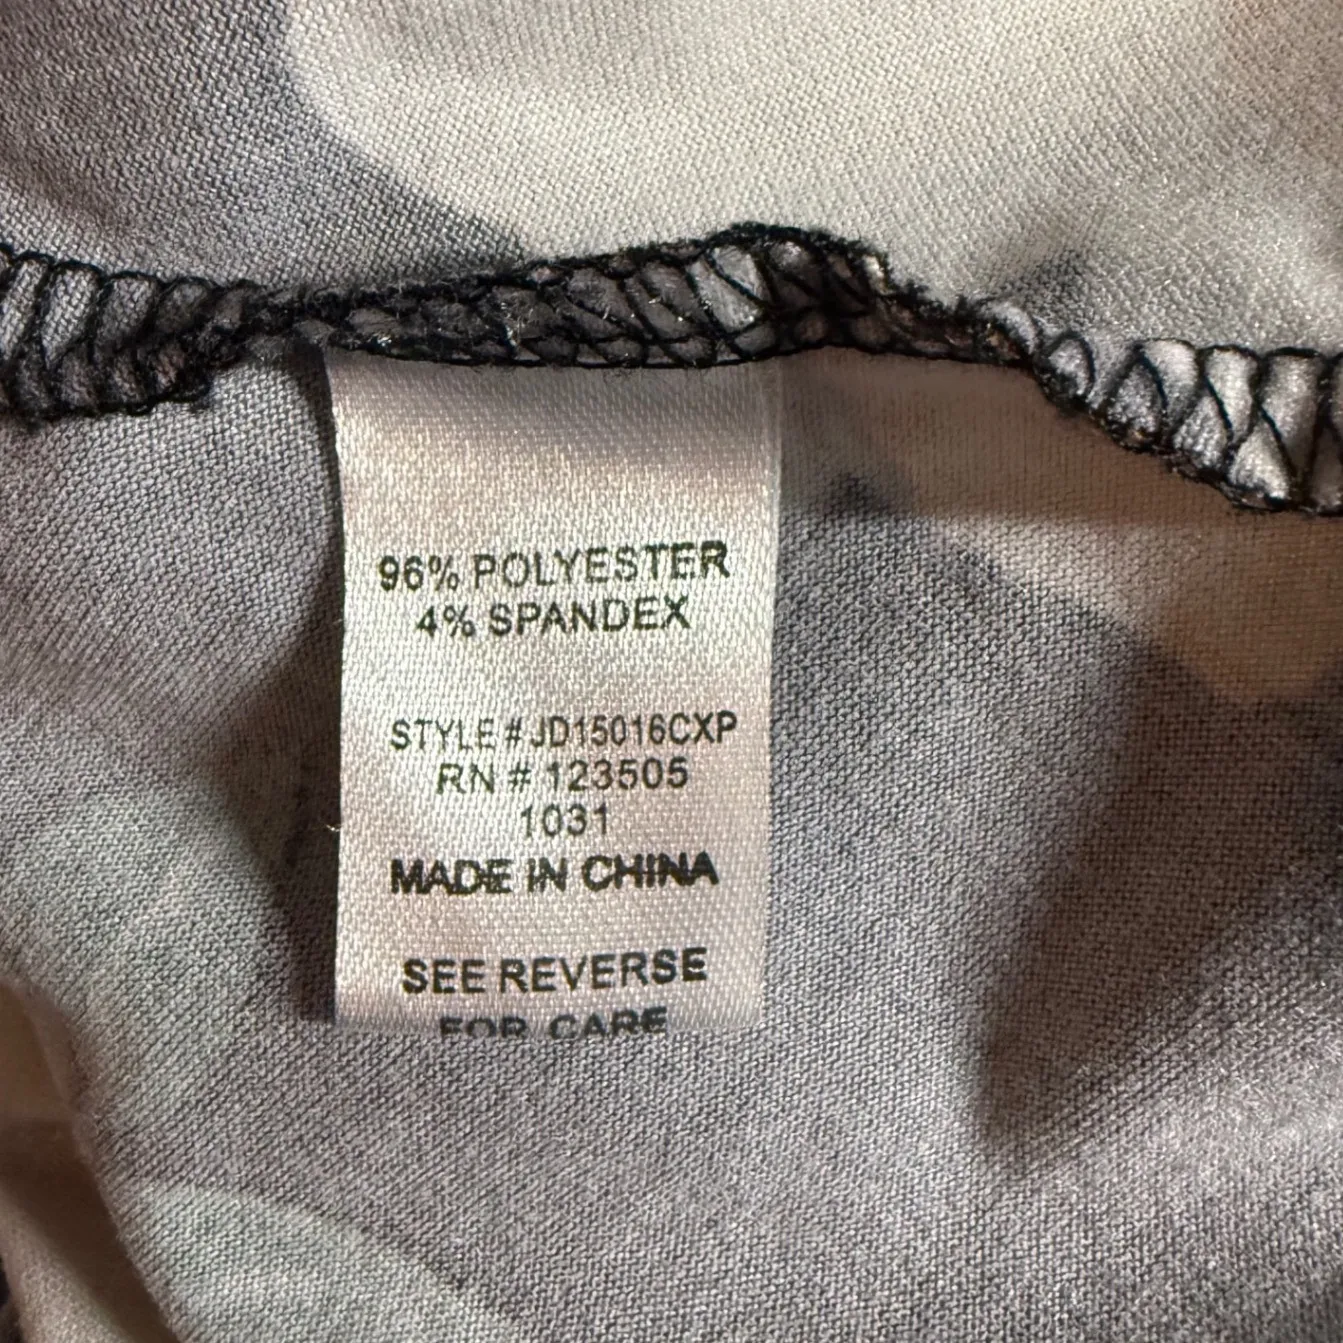 96% POLYESTER
4% SPANDEX
STYLE # JD15016CXP
RN # 123505
1031
MADE IN CHINA
SEE REVERSE
FOR CARE